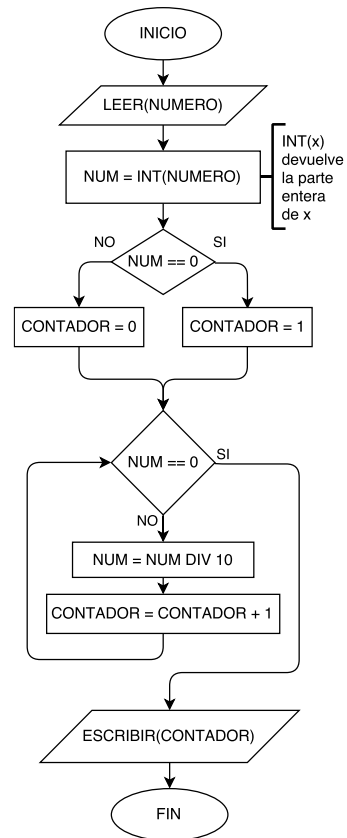 INICIO
LEER(NUMERO)
NUM = INT(NUMERO)
INT(x)
devuelve
la parte
entera
de x
NO
SI
NUM == 0
CONTADOR = 0
CONTADOR = 1
NUM == 0
SI
NO
NUM = NUM DIV 10
CONTADOR = CONTADOR + 1
ESCRIBIR(CONTADOR)
FIN